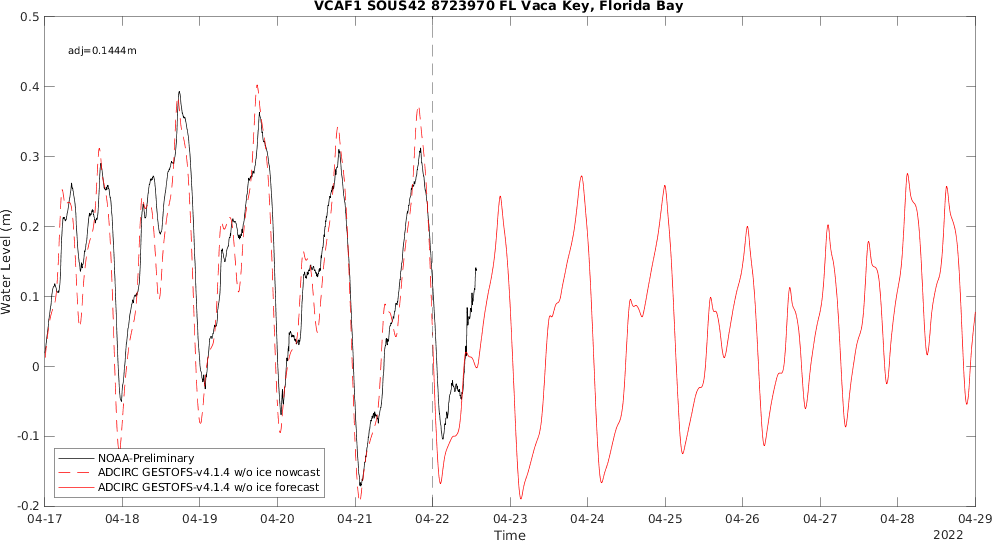 VCAF1 SOUS42 8723970 FL Vaca Key, Florida Bay
adj=0.1444m
0.5
0.4
0.3
0.2
0.1
0
-0.1
-0.2
Water Level (m)
NOAA-Preliminary
ADCIRC GESTOFS-v4.1.4 w/o ice nowcast
ADCIRC GESTOFS-v4.1.4 w/o ice forecast
04-17 04-18 04-19 04-20 04-21 04-22 04-23 04-24 04-25 04-26 04-27 04-28 04-29
Time
2022